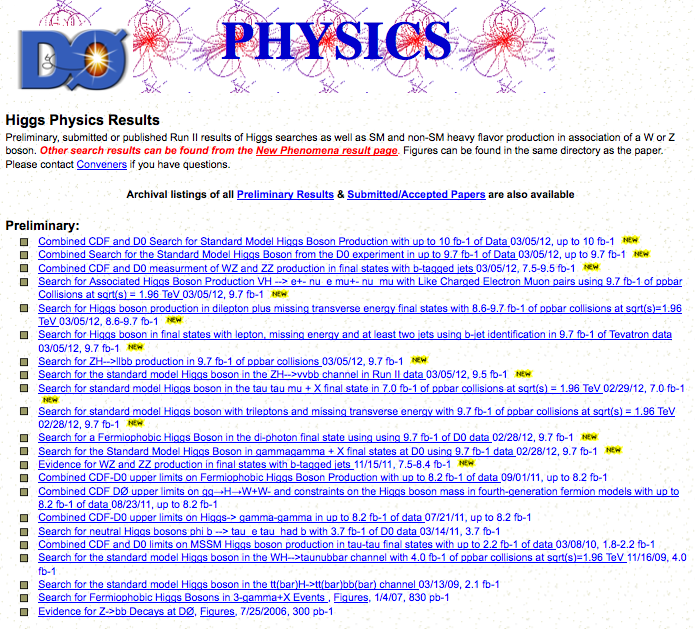 DØ
PHYSICS
Higgs Physics Results
Preliminary, submitted or published Run II results of Higgs searches as well as SM and non-SM heavy flavor production in association of a W or Z
boson. Other search results can be found from the New Phenomena result page. Figures can be found in the same directory as the paper.
Please contact Conveners if you have questions.
Archival listings of all Preliminary Results & Submitted/Accepted Papers are also available
Preliminary:
Combined CDF and D0 Search for Standard Model Higgs Boson Production with up to 10 fb-1 of Data 03/05/12, up to 10 fb-1 NEW
Combined Search for the Standard Model Higgs Boson from the D0 experiment in up to 9.7 fb-1 of Data 03/05/12, up to 9.7 fb-1 NEW
Combined CDF and D0 measurment of WZ and ZZ production in final states with b-tagged jets 03/05/12, 7.5-9.5 fb-1 NEW
Search for Associated Higgs Boson Production VH --> e+- nu_e mu+- nu_mu with Like Charged Electron Muon pairs using 9.7 fb-1 of ppbar
Collisions at sqrt(s) = 1.96 TeV 03/05/12, 9.7 fb-1 NEW
Search for Higgs boson production in dilepton plus missing transverse energy final states with 8.6-9.7 fb-1 of ppbar collisions at sqrt(s)=1.96
TeV 03/05/12, 8.6-9.7 fb-1 NEW
Search for Higgs boson in final states with lepton, missing energy and at least two jets using b-jet identification in 9.7 fb-1 of Tevatron data
03/05/12, 9.7 fb-1 NEW
Search for ZH-->llbb production in 9.7 fb-1 of ppbar collisions 03/05/12, 9.7 fb-1 NEW
Search for the standard model Higgs boson in the ZH-->vvbb channel in Run II data 03/05/12, 9.5 fb-1 NEW
Search for standard model Higgs boson in the tau tau mu + X final state in 7.0 fb-1 of ppbar collisions at sqrt(s) = 1.96 TeV 02/29/12, 7.0 fb-1
NEW
Search for standard model Higgs boson with trileptons and missing transverse energy with 9.7 fb-1 of ppbar collisions at sqrt(s) = 1.96 TeV
02/28/12, 9.7 fb-1 NEW
Search for a Fermiophobic Higgs Boson in the di-photon final state using using 9.7 fb-1 of D0 data 02/28/12, 9.7 fb-1 NEW
Search for the Standard Model Higgs Boson in gammagamma + X final states at D0 using 9.7 fb-1 data 02/28/12, 9.7 fb-1 NEW
Evidence for WZ and ZZ production in final states with b-tagged jets 11/15/11, 7.5-8.4 fb-1 NEW
Combined CDF-D0 upper limits on Fermiophobic Higgs Boson Production with up to 8.2 fb-1 of data 09/01/11, up to 8.2 fb-1
Combined CDF DØ upper limits on gg→H→W+W- and constraints on the Higgs boson mass in fourth-generation fermion models with up to
8.2 fb-1 of data 08/23/11, up to 8.2 fb-1
Combined CDF-D0 upper limits on Higgs-> gamma-gamma in up to 8.2 fb-1 of data 07/21/11, up to 8.2 fb-1
Search for neutral Higgs bosons phi b --> tau_e tau_had b with 3.7 fb-1 of D0 data 03/14/11, 3.7 fb-1
Combined CDF and D0 limits on MSSM Higgs boson production in tau-tau final states with up to 2.2 fb-1 of data 03/08/10, 1.8-2.2 fb-1
Search for the standard model Higgs boson in the WH-->taunubbar channel with 4.0 fb-1 of ppbar collisions at sqrt(s)=1.96 TeV 11/16/09, 4.0
fb-1
Search for the standard model Higgs boson in the tt(bar)H->tt(bar)bb(bar) channel 03/13/09, 2.1 fb-1
Search for Fermiophobic Higgs Bosons in 3-gamma+X Events , Figures, 1/4/07, 830 pb-1
Evidence for Z->bb Decays at DØ, Figures, 7/25/2006, 300 pb-1